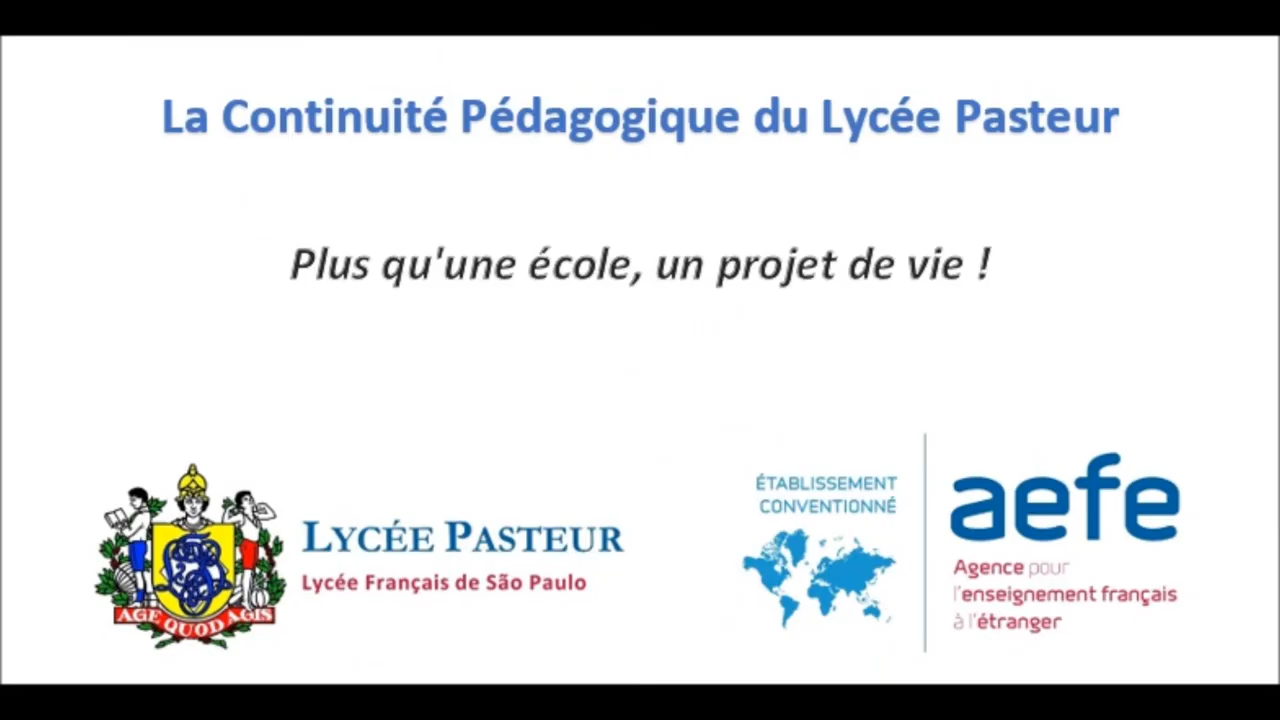 La Continuité Pédagogique du Lycée Pasteur
Plus qu'une école, un projet de vie !
AGE QUOD AGIS
LYCÉE PASTEUR
Lycée Français de São Paulo
ÉTABLISSEMENT
CONVENTIONNÉ
aefe
Agence pour
l'enseignement français
à l'étranger